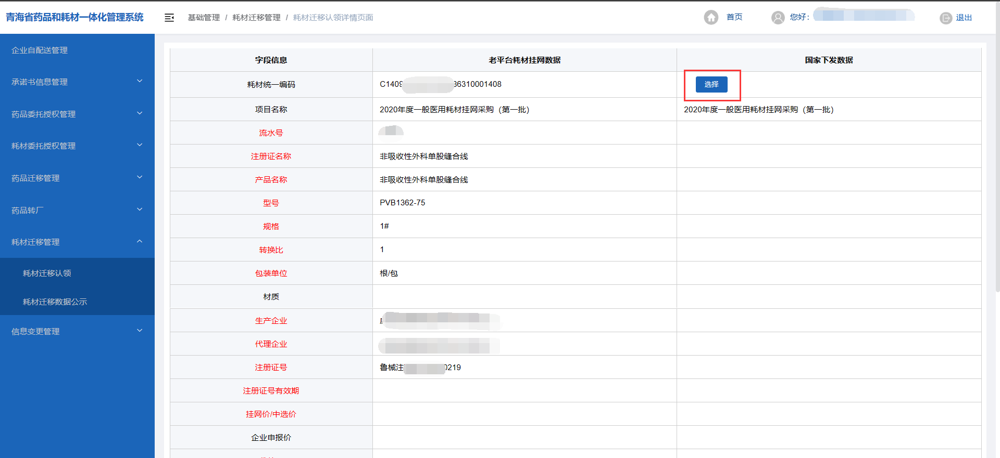 青海省药品和耗材一体化管理系统
基础管理 / 耗材迁移管理 / 耗材迁移认领详情页面
首页
您好：
退出
企业自配送管理
承诺书信息管理
药品委托授权管理
耗材委托授权管理
药品迁移管理
药品转厂
耗材迁移管理
耗材迁移认领
耗材迁移数据公示
信息变更管理
字段信息 老平台耗材挂网数据 国家下发数据
耗材统一编码 C1409 36310001408 选择
项目名称 2020年度一般医用耗材挂网采购（第一批） 2020年度一般医用耗材挂网采购（第一批）
流水号
注册证名称 非吸收性外科单股缝合线
产品名称 非吸收性外科单股缝合线
型号 PVB1362-75
规格 1#
转换比 1
包装单位 根/包
材质
生产企业
代理企业
注册证号 鲁械注 0219
注册证号有效期
挂网价/中选价
企业申报价